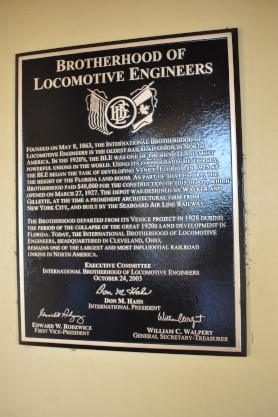 BROTHERHOOD OF
LOCOMOTIVE ENGINEERS
FOUNDED ON MAY 8, 1863, THE INTERNATIONAL BROTHERHOOD OF
LOCOMOTIVE ENGINEERS IS THE OLDEST RAILROAD UNION IN NORTH
AMERICA. IN THE 1920'S, THE BLE WAS ONE OF THE RICHEST AND MOST
POWERFUL UNIONS IN THE WORLD. USING ITS CONSIDERABLE RESOURCES,
THE BLE BEGAN THE TASK OF DEVELOPING VENICE, FLORIDA
THE HEIGHT OF THE FLORIDA LAND BOOM. AS PART OF THAT EFFORT, THE
BROTHERHOOD PAID $48,000 FOR THE CONSTRUCTION OF THIS DEPOT, WHICH
OPENED ON MARCH 27, 1927. THE DEPOT WAS DESIGNED BY WALKER AND
GILLETTE, AT THE TIME A PROMINENT ARCHITECTURAL FIRM FROM
NEW YORK CITY, AND BUILT BY THE SEABOARD AIR LINE RAILWAY.
THE BROTHERHOOD DEPARTED FROM ITS VENICE PROJECT IN 1928 DURING
THE PERIOD OF THE COLLAPSE OF THE GREAT 1920S LAND DEVELOPMENT IN
FLORIDA. TODAY, THE INTERNATIONAL BROTHERHOOD OF LOCOMOTIVE
ENGINEERS, HEADQUARTERED IN CLEVELAND, OHIO,
REMAINS ONE OF THE LARGEST AND MOST INFLUENTIAL RAILROAD
UNIONS IN NORTH AMERICA.
EXECUTIVE COMMITTEE
INTERNATIONAL BROTHERHOOD OF LOCOMOTIVE ENGINEERS
OCTOBER 24, 2003
Don M. Hahs
DON M. HAHS
INTERNATIONAL PRESIDENT
EDWARD W. RODZWICZ
FIRST VICE-PRESIDENT
WILLIAM C. WALPERT
GENERAL SECRETARY-TREASURER